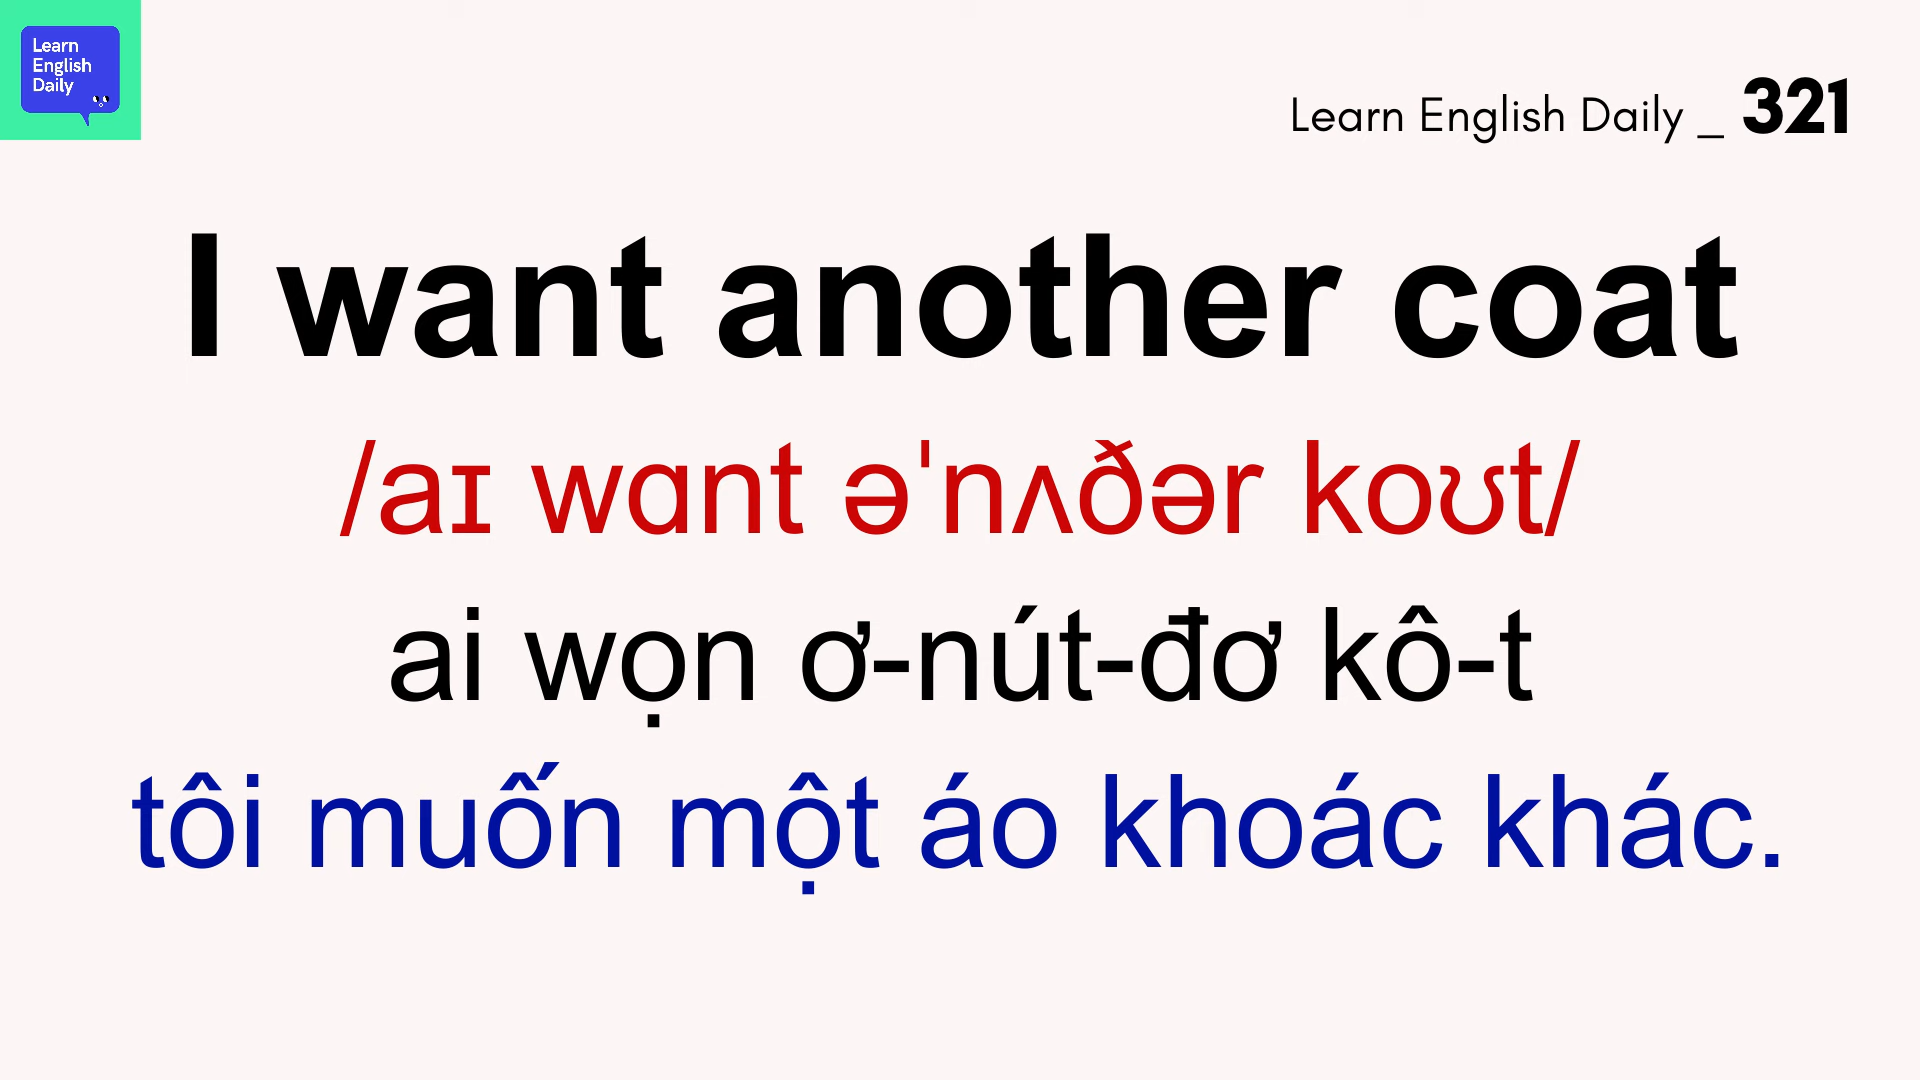 Learn
English
Daily
Learn English Daily _ 321
I want another coat
/aɪ wɑnt əˈnʌðər koʊt/
ai wọn ơ-nút-đơ kô-t
tôi muốn một áo khoác khác.